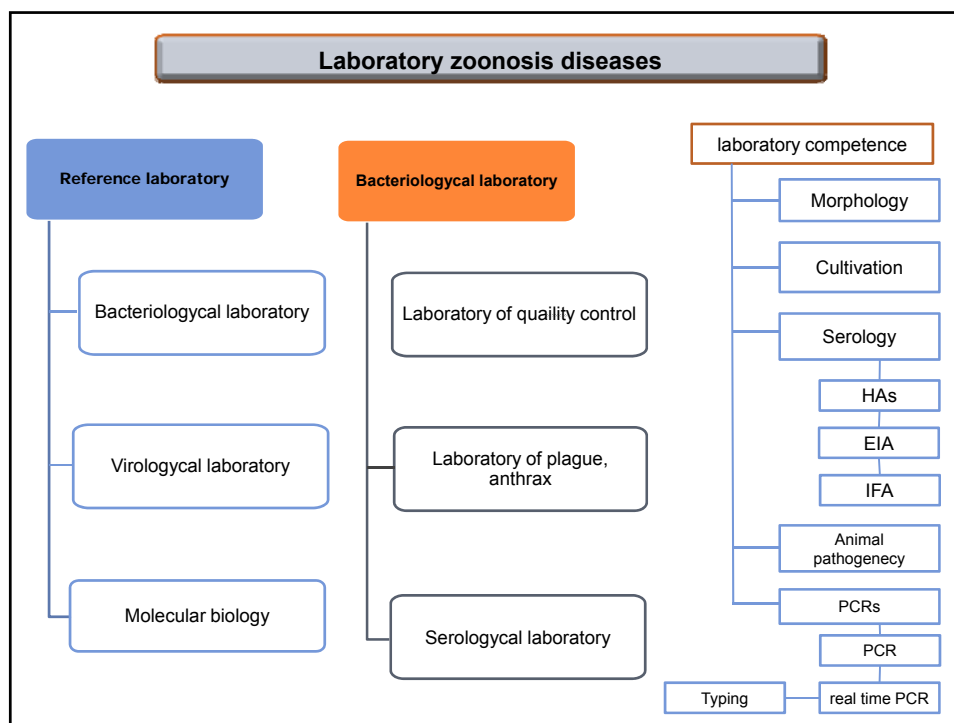 Laboratory zoonosis diseases
Reference laboratory
Bacteriologycal laboratory
Virologycal laboratory
Molecular biology
Bacteriologycal laboratory
Laboratory of quaility control
Laboratory of plague,
anthrax
Serologycal laboratory
laboratory competence
Morphology
Cultivation
Serology
HAs
EIA
IFA
Animal
pathogenecy
PCRs
PCR
Typing
real time PCR